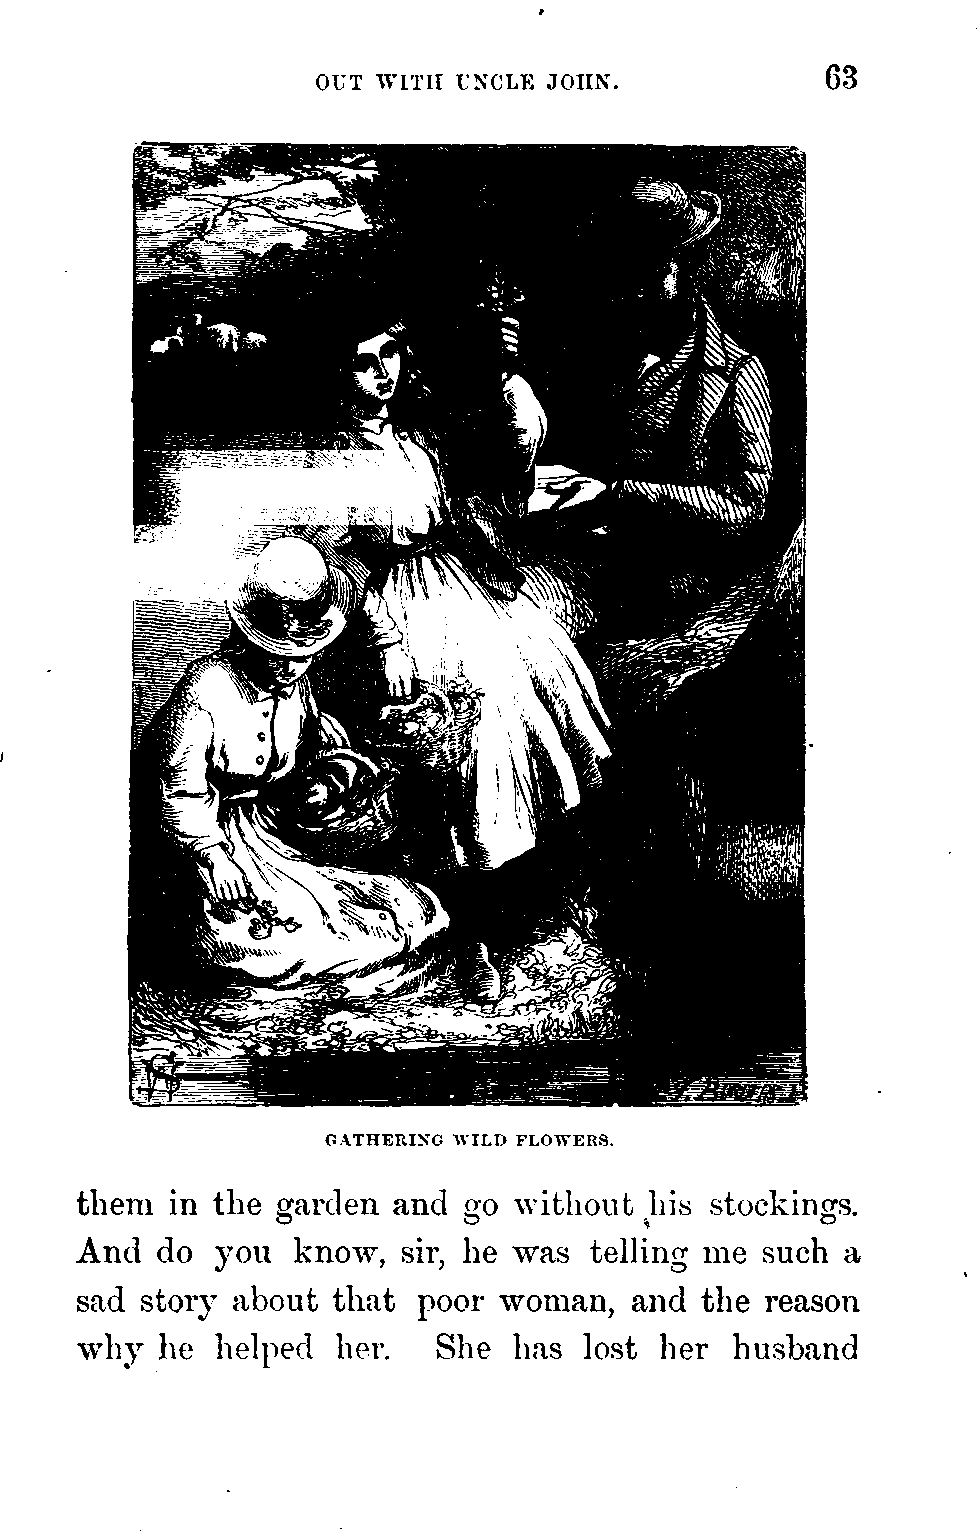 OUT WITH UNCLE JOHN. 63
GATHERING WILD FLOWERS.
them in the garden and go without his stockings.
And do you know, sir, he was telling me such a
sad story about that poor woman, and the reason
why he helped her. She has lost her husband